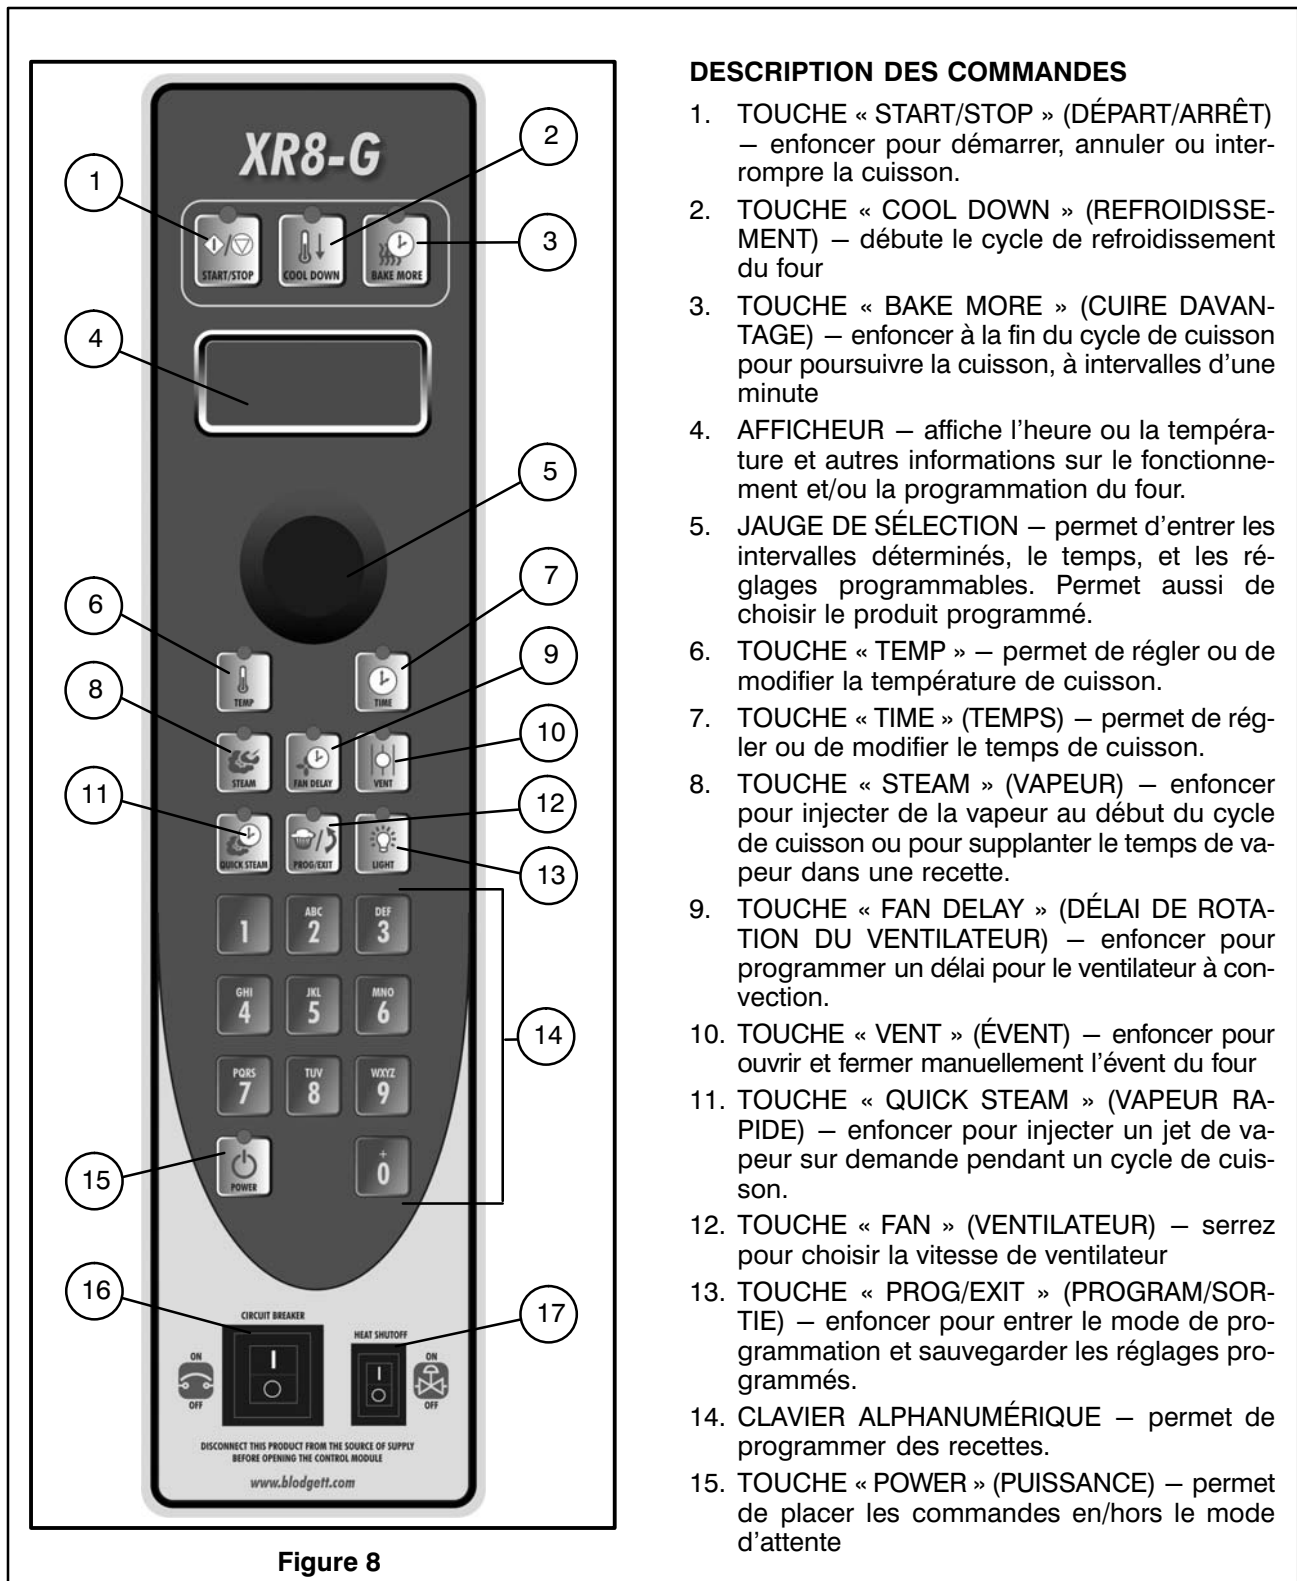 XR8-G
1
2
3
START/STOP
COOL DOWN
BAKE MORE
4
5
6
7
TEMP
TIME
8
9
10
STEAM
FAN DELAY
VENT
11
12
13
QUICK STEAM
PROG/EXIT
LIGHT
1
ABC
2
DEF
3
GHI
4
JKL
5
MNO
6
14
PQRS
7
TUV
8
WXYZ
9
15
POWER
+
0
16
17
CIRCUIT BREAKER
HEAT SHUTOFF
ON
OFF
ON
OFF
DISCONNECT THIS PRODUCT FROM THE SOURCE OF SUPPLY
BEFORE OPENING THE CONTROL MODULE
www.blodgett.com
Figure 8
DESCRIPTION DES COMMANDES
1. TOUCHE « START/STOP » (DÉPART/ARRÊT)
— enfoncer pour démarrer, annuler ou inter-
rompre la cuisson.
2. TOUCHE « COOL DOWN » (REFROIDISSE-
MENT) — débute le cycle de refroidissement
du four
3. TOUCHE « BAKE MORE » (CUIRE DAVAN-
TAGE) — enfoncer à la fin du cycle de cuisson
pour poursuivre la cuisson, à intervalles d'une
minute
4. AFFICHEUR — affiche l'heure ou la tempéra-
ture et autres informations sur le fonctionne-
ment et/ou la programmation du four.
5. JAUGE DE SÉLECTION — permet d'entrer les
intervalles déterminés, le temps, et les ré-
glages programmables. Permet aussi de
choisir le produit programmé.
6. TOUCHE « TEMP » — permet de régler ou de
modifier la température de cuisson.
7. TOUCHE « TIME » (TEMPS) — permet de rég-
ler ou de modifier le temps de cuisson.
8. TOUCHE « STEAM » (VAPEUR) — enfoncer
pour injecter de la vapeur au début du cycle
de cuisson ou pour supplanter le temps de va-
peur dans une recette.
9. TOUCHE « FAN DELAY » (DÉLAI DE ROTA-
TION DU VENTILATEUR) — enfoncer pour
programmer un délai pour le ventilateur à con-
vection.
10. TOUCHE « VENT » (ÉVENT) — enfoncer pour
ouvrir et fermer manuellement l'évent du four
11. TOUCHE « QUICK STEAM » (VAPEUR RA-
PIDE) — enfoncer pour injecter un jet de va-
peur sur demande pendant un cycle de cuis-
son.
12. TOUCHE « FAN » (VENTILATEUR) — serrez
pour choisir la vitesse de ventilateur
13. TOUCHE « PROG/EXIT » (PROGRAM/SOR-
TIE) — enfoncer pour entrer le mode de pro-
grammation et sauvegarder les réglages pro-
grammés.
14. CLAVIER ALPHANUMÉRIQUE — permet de
programmer des recettes.
15. TOUCHE « POWER » (PUISSANCE) — permet
de placer les commandes en/hors le mode
d'attente